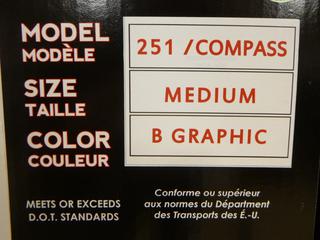 MODEL
MODÈLE
251 /COMPASS
SIZE
TAILLE
MEDIUM
COLOR
COULEUR
B GRAPHIC
MEETS OR EXCEEDS
D.O.T. STANDARDS
Conforme ou supérieur
aux normes du Département
des Transports des É.-U.